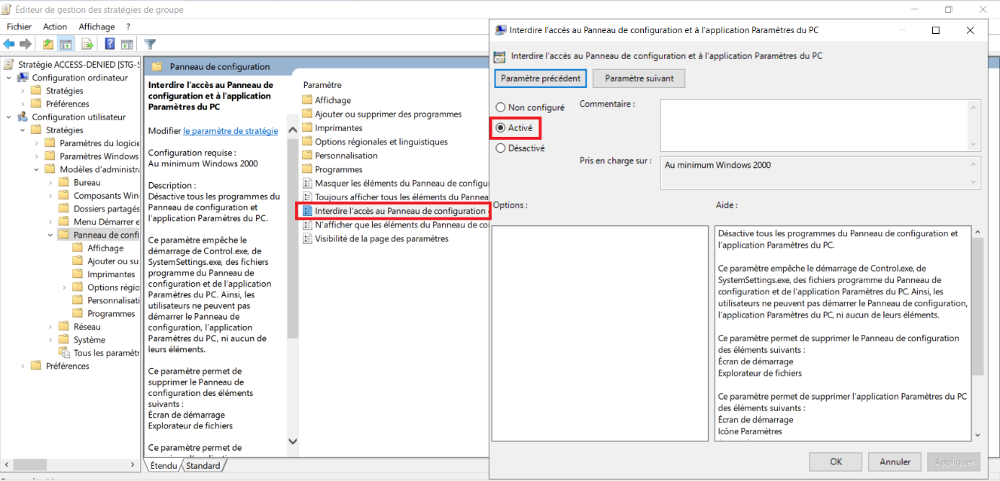 Éditeur de gestion des stratégies de groupe
Fichier Action Affichage ?
Stratégie ACCESS-DENIED [STG-S
Configuration ordinateur
Stratégies
Préférences
Configuration utilisateur
Stratégies
Paramètres du logicie
Paramètres Windows
Modèles d'administra
Bureau
Composants Win
Dossiers partagés
Menu Démarrer e
Panneau de confi
Affichage
Ajouter ou su
Imprimantes
Options régio
Personnalisati
Programmes
Réseau
Système
Tous les paramètr
Préférences
Panneau de configuration
Interdire l'accès au Panneau de
configuration et à l'application
Paramètres du PC
Modifier le paramètre de stratégie
Configuration requise :
Au minimum Windows 2000
Description :
Désactive tous les programmes du
Panneau de configuration et
l'application Paramètres du PC.
Ce paramètre empêche le
démarrage de Control.exe, de
SystemSettings.exe, des fichiers
programme du Panneau de
configuration et de l'application
Paramètres du PC. Ainsi, les
utilisateurs ne peuvent pas
démarrer le Panneau de
configuration, l'application
Paramètres du PC, ni aucun de
leurs éléments.
Ce paramètre permet de
supprimer le Panneau de
configuration des éléments
suivants :
Écran de démarrage
Explorateur de fichiers
Ce paramètre permet de
Étendu Standard
Paramètre
Affichage
Ajouter ou supprimer des programmes
Imprimantes
Options régionales et linguistiques
Personnalisation
Programmes
Masquer les éléments du Panneau de configu
Toujours afficher tous les éléments du Pannea
Interdire l'accès au Panneau de configuration
N'afficher que les éléments du Panneau de co
Visibilité de la page des paramètres
Interdire l'accès au Panneau de configuration et à l'application Paramètres du PC
Interdire l'accès au Panneau de configuration et à l'application Paramètres du PC
Paramètre précédent Paramètre suivant
Non configuré
Activé
Désactivé
Commentaire :
Pris en charge sur : Au minimum Windows 2000
Options :
Aide :
Désactive tous les programmes du Panneau de configuration et
l'application Paramètres du PC.
Ce paramètre empêche le démarrage de Control.exe, de
SystemSettings.exe, des fichiers programme du Panneau de
configuration et de l'application Paramètres du PC. Ainsi, les
utilisateurs ne peuvent pas démarrer le Panneau de configuration,
l'application Paramètres du PC, ni aucun de leurs éléments.
Ce paramètre permet de supprimer le Panneau de configuration
des éléments suivants :
Écran de démarrage
Explorateur de fichiers
Ce paramètre permet de supprimer l'application Paramètres du PC
des éléments suivants :
Écran de démarrage
Icône Paramètres
OK Annuler Appliquer